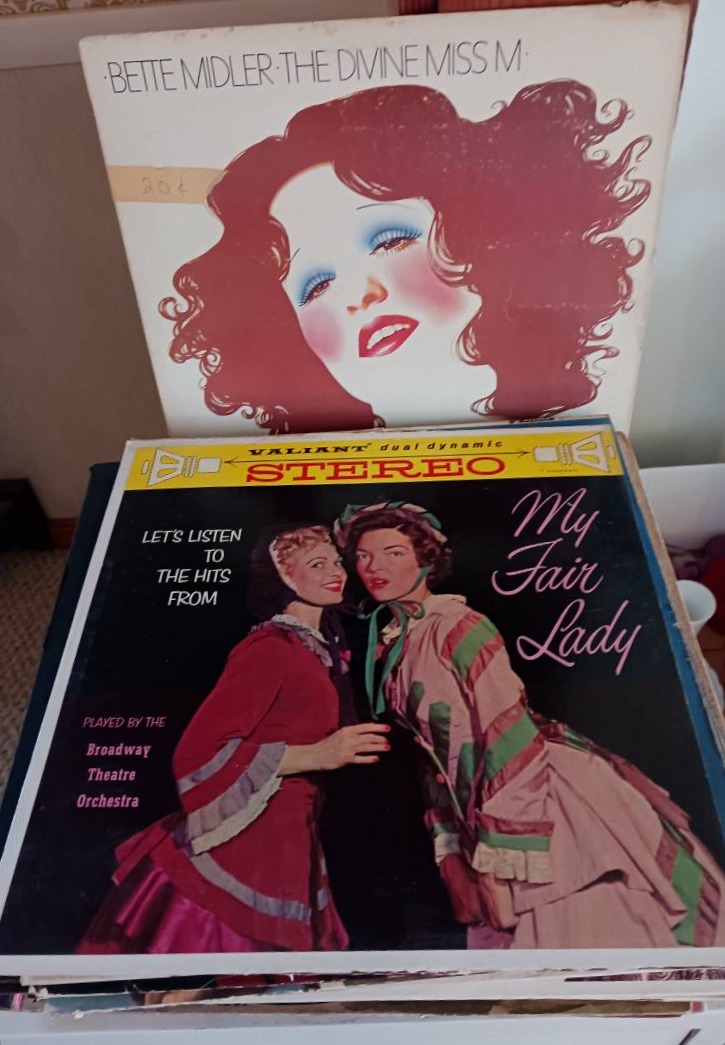 ·BETTE MIDLER·THE DIVINE MISS M·
20¢
VALIANT dual dynamic
STEREO
LET'S LISTEN
TO
THE HITS
FROM
My
Fair
Lady
PLAYED BY THE
Broadway
Theatre
Orchestra